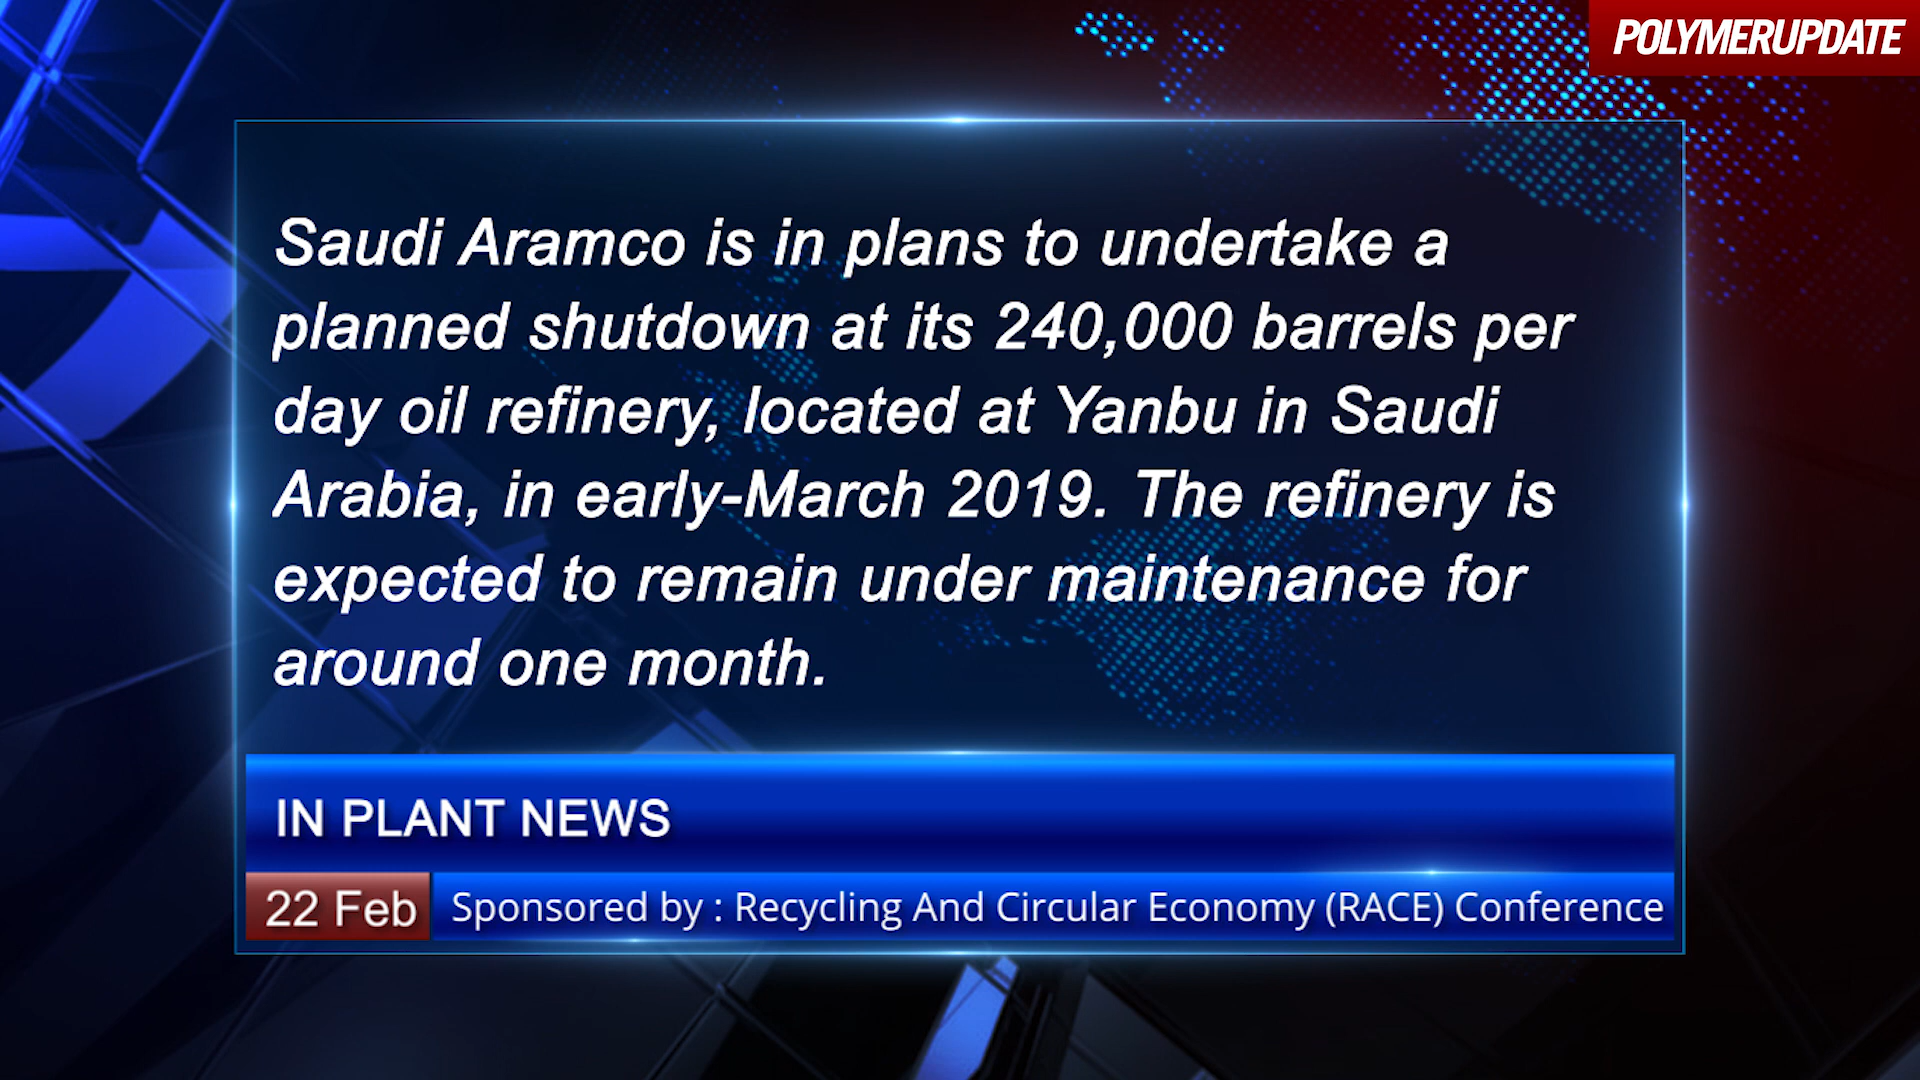 POLYMERUPDATE
Saudi Aramco is in plans to undertake a
planned shutdown at its 240,000 barrels per
day oil refinery, located at Yanbu in Saudi
Arabia, in early-March 2019. The refinery is
expected to remain under maintenance for
around one month.
IN PLANT NEWS
22 Feb
Sponsored by : Recycling And Circular Economy (RACE) Conference